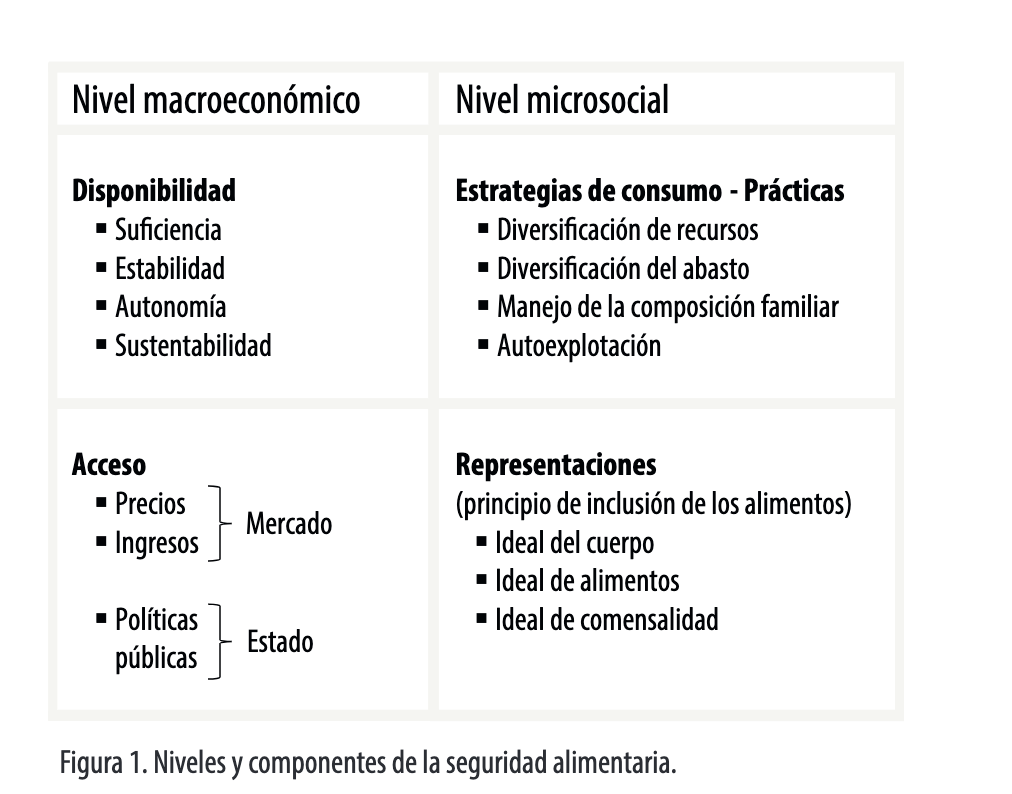 Nivel macroeconómico
Nivel microsocial
Disponibilidad
▪ Suficiencia
▪ Estabilidad
▪ Autonomía
▪ Sustentabilidad
Estrategias de consumo - Prácticas
▪ Diversificación de recursos
▪ Diversificación del abasto
▪ Manejo de la composición familiar
▪ Autoexplotación
Acceso
▪ Precios
▪ Ingresos
Mercado
▪ Políticas
públicas
Estado
Representaciones
(principio de inclusión de los alimentos)
▪ Ideal del cuerpo
▪ Ideal de alimentos
▪ Ideal de comensalidad
Figura 1. Niveles y componentes de la seguridad alimentaria.